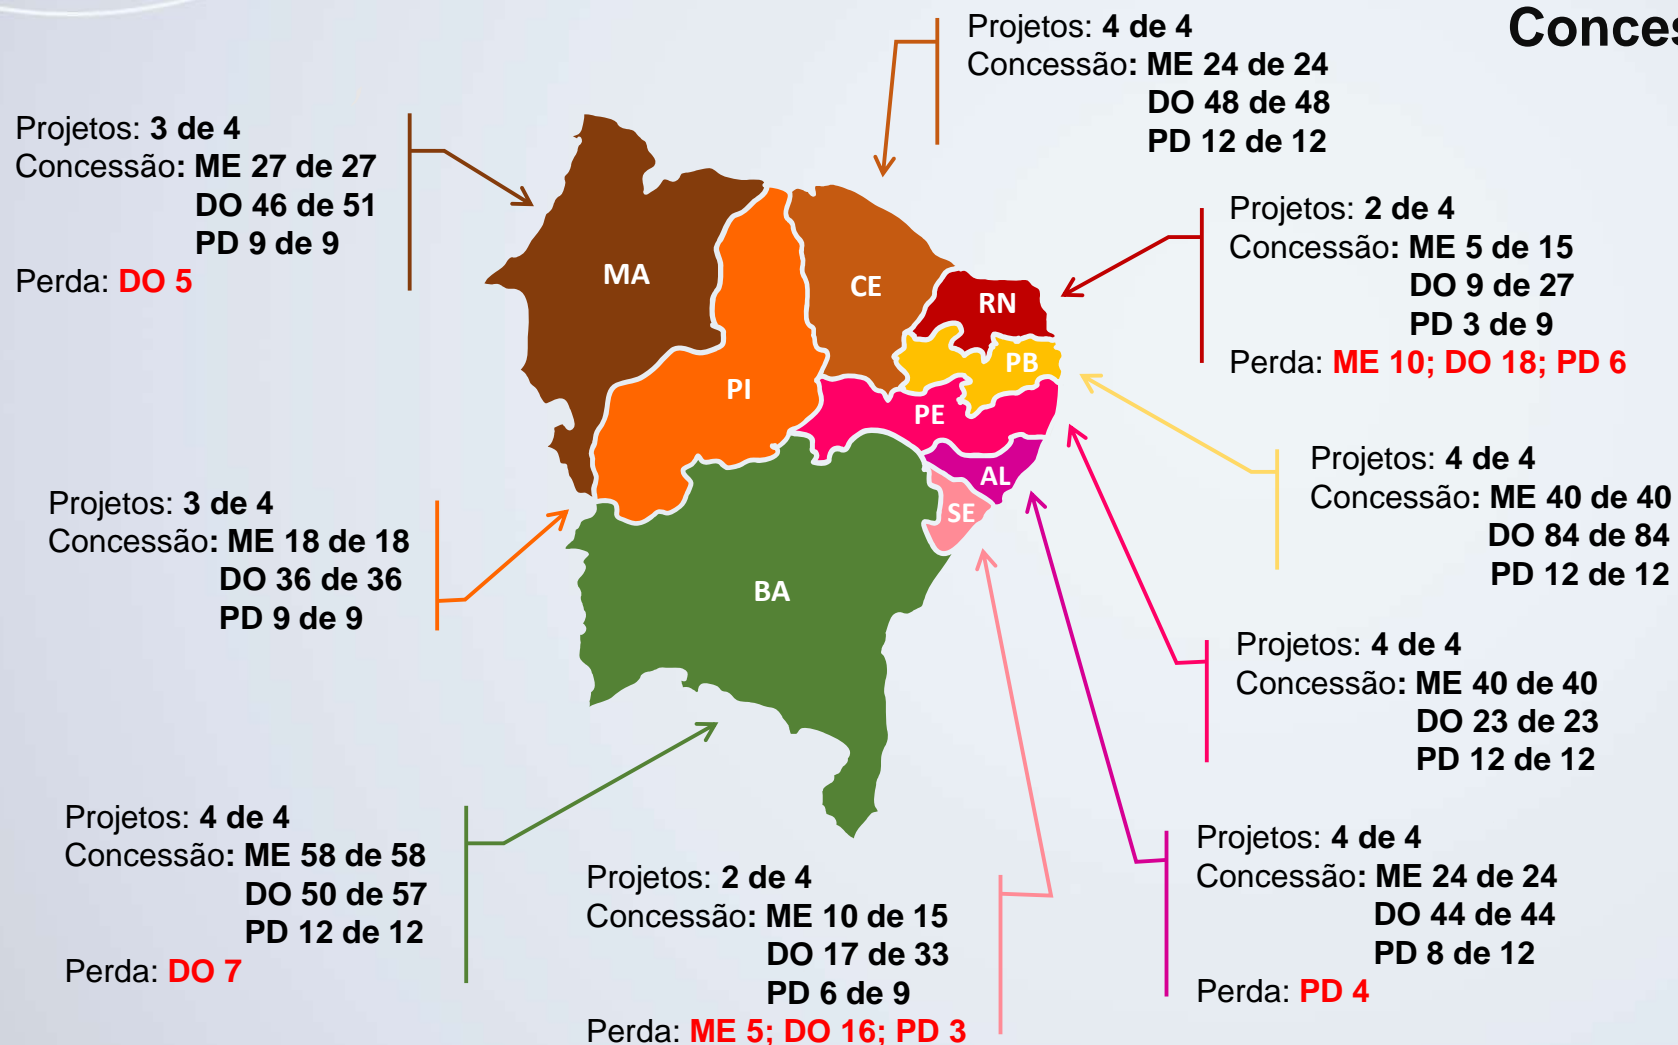 Conces
Projetos: 4 de 4
Concessão: ME 24 de 24
DO 48 de 48
PD 12 de 12
Projetos: 3 de 4
Concessão: ME 27 de 27
DO 46 de 51
PD 9 de 9
Perda: DO 5
Projetos: 2 de 4
Concessão: ME 5 de 15
DO 9 de 27
PD 3 de 9
Perda: ME 10; DO 18; PD 6
MA
CE
RN
PB
PI
PE
AL
SE
BA
Projetos: 4 de 4
Concessão: ME 40 de 40
DO 84 de 84
PD 12 de 12
Projetos: 3 de 4
Concessão: ME 18 de 18
DO 36 de 36
PD 9 de 9
Projetos: 4 de 4
Concessão: ME 40 de 40
DO 23 de 23
PD 12 de 12
Projetos: 4 de 4
Concessão: ME 58 de 58
DO 50 de 57
PD 12 de 12
Perda: DO 7
Projetos: 2 de 4
Concessão: ME 10 de 15
DO 17 de 33
PD 6 de 9
Perda: ME 5; DO 16; PD 3
Projetos: 4 de 4
Concessão: ME 24 de 24
DO 44 de 44
PD 8 de 12
Perda: PD 4